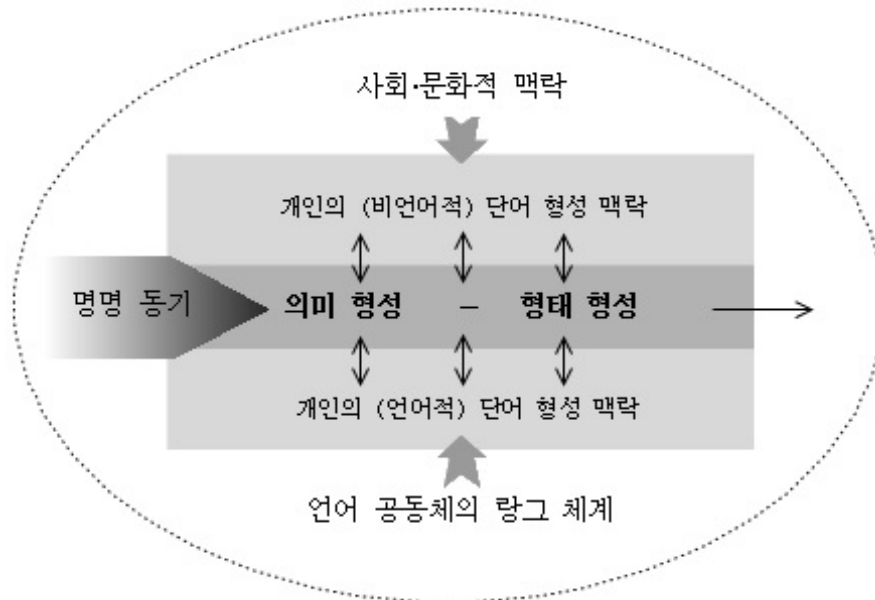 사회·문화적 맥락
개인의 (비언어적) 단어 형성 맥락
명명 동기
의미 형성 – 형태 형성
개인의 (언어적) 단어 형성 맥락
언어 공동체의 랑그 체계